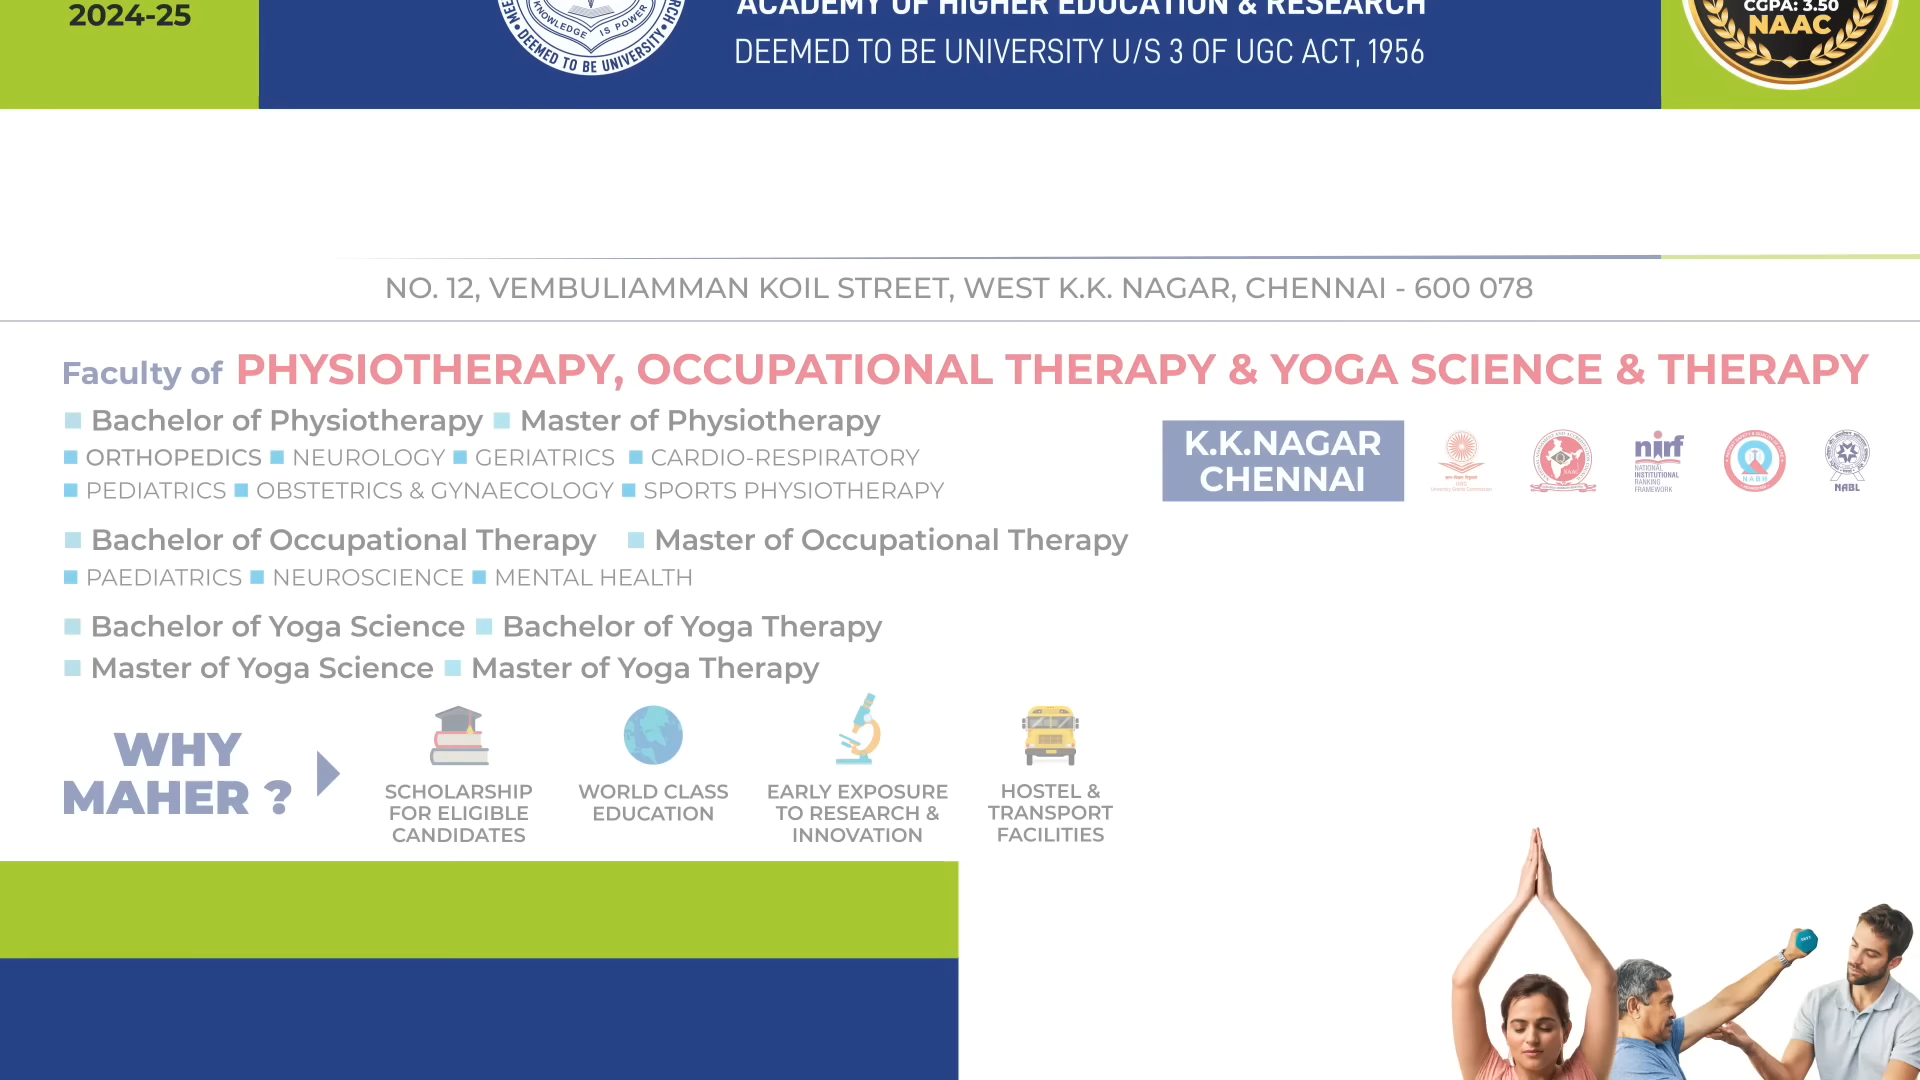 2024-25
KNOWLEDGE IS POWER
DEEMED TO BE UNIVERSITY
ACADEMY OF HIGHER EDUCATION & RESEARCH
DEEMED TO BE UNIVERSITY U/S 3 OF UGC ACT, 1956
CGPA: 3.50
NAAC
NO. 12, VEMBULIAMMAN KOIL STREET, WEST K.K. NAGAR, CHENNAI - 600 078
Faculty of PHYSIOTHERAPY, OCCUPATIONAL THERAPY & YOGA SCIENCE & THERAPY
Bachelor of Physiotherapy Master of Physiotherapy
ORTHOPEDICS NEUROLOGY GERIATRICS CARDIO-RESPIRATORY
PEDIATRICS OBSTETRICS & GYNAECOLOGY SPORTS PHYSIOTHERAPY
K.K.NAGAR
CHENNAI
nirf
NATIONAL
INSTITUTIONAL
RANKING
FRAMEWORK
NABH
NABL
Bachelor of Occupational Therapy Master of Occupational Therapy
PAEDIATRICS NEUROSCIENCE MENTAL HEALTH
Bachelor of Yoga Science Bachelor of Yoga Therapy
Master of Yoga Science Master of Yoga Therapy
WHY
MAHER ?
SCHOLARSHIP
FOR ELIGIBLE
CANDIDATES
WORLD CLASS
EDUCATION
EARLY EXPOSURE
TO RESEARCH &
INNOVATION
HOSTEL &
TRANSPORT
FACILITIES